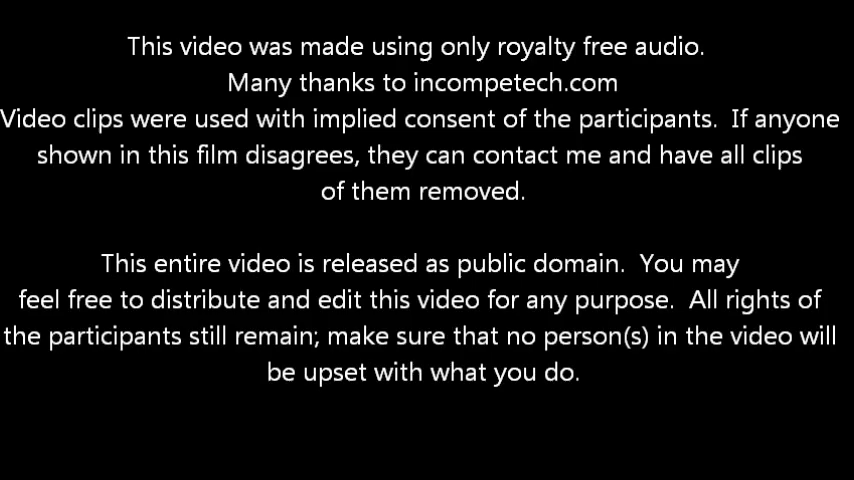 This video was made using only royalty free audio.
Many thanks to incompetech.com
Video clips were used with implied consent of the participants.  If anyone
shown in this film disagrees, they can contact me and have all clips
of them removed.
This entire video is released as public domain.  You may
feel free to distribute and edit this video for any purpose.  All rights of
the participants still remain; make sure that no person(s) in the video will
be upset with what you do.